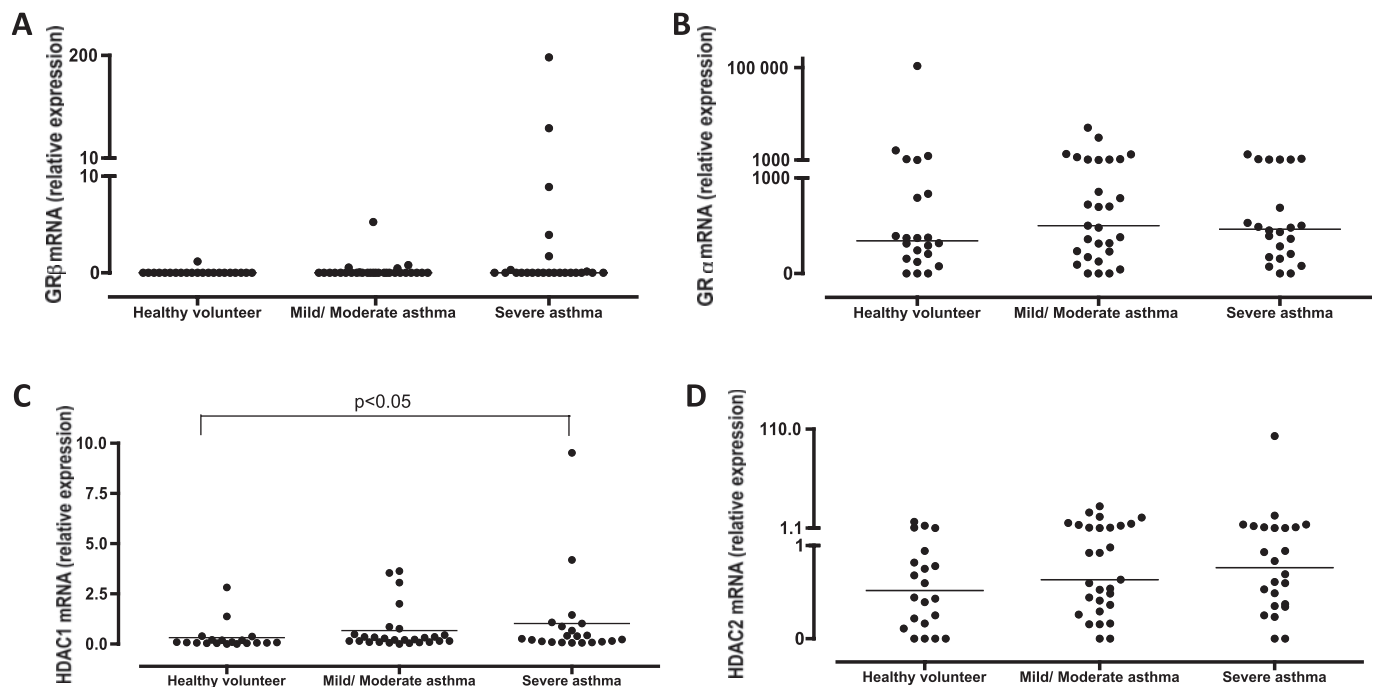 A
GRβ mRNA (relative expression)
200
10
10
0
Healthy volunteer
Mild/ Moderate asthma
Severe asthma
B
GR α mRNA (relative expression)
100 000
1000
1000
0
Healthy volunteer
Mild/ Moderate asthma
Severe asthma
C
HDAC1 mRNA (relative expression)
p<0.05
10.0
7.5
5.0
2.5
0.0
Healthy volunteer
Mild/ Moderate asthma
Severe asthma
D
HDAC2 mRNA (relative expression)
110.0
1.1
1
0
Healthy volunteer
Mild/ Moderate asthma
Severe asthma